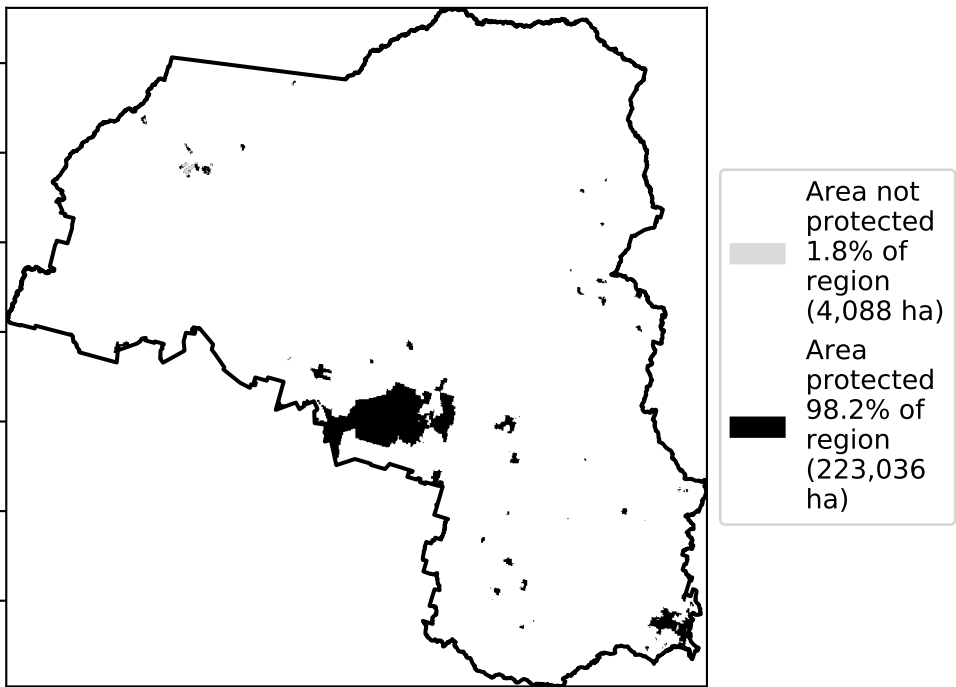 Area not
protected
1.8% of
region
(4,088 ha)
Area
protected
98.2% of
region
(223,036
ha)